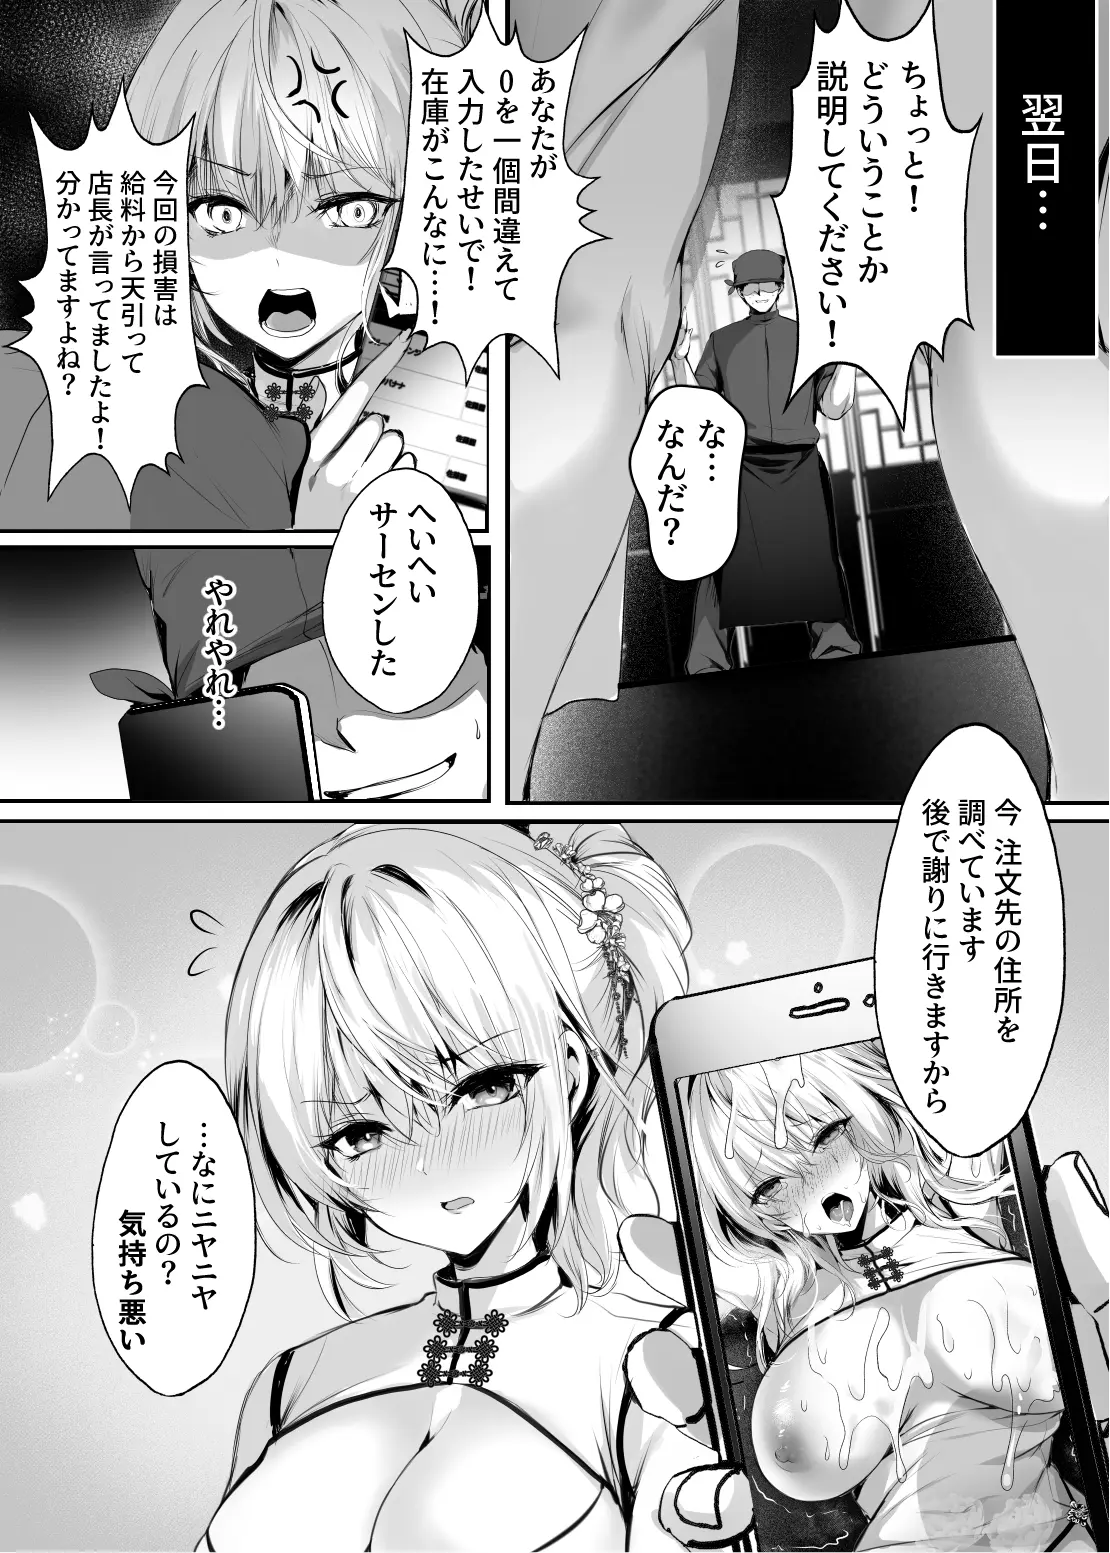 翌日…
ちょっと！
どういうことか
説明してください！
な…
なんだ？
あなたが
0を一個間違えて
入力したせいで！
在庫がこんなに…！
今回の損害は
給料から天引って
店長が言ってましたよ！
分かってますよね？
へいへい
サーセンした
やれやれ…
今 注文先の住所を
調べています
後で謝りに行きますから
…なにニヤニヤ
しているの？
気持ち悪い